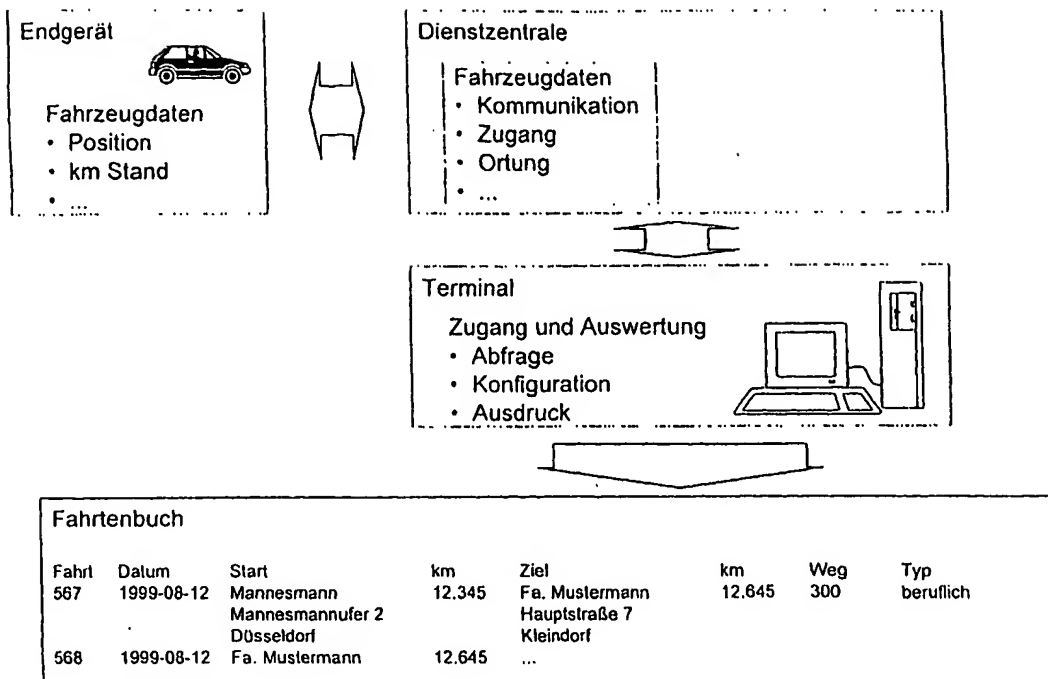 Endgerät
Fahrzeugdaten
• Position
• km Stand
• ...
Dienstzentrale
Fahrzeugdaten
• Kommunikation
• Zugang
• Ortung
• ...
Terminal
Zugang und Auswertung
• Abfrage
• Konfiguration
• Ausdruck
Fahrtenbuch
Fahrt Datum Start km Ziel km Weg Typ
567 1999-08-12 Mannesmann 12.345 Fa. Mustermann 12.645 300 beruflich
Mannesmannufer 2 Hauptstraße 7
Düsseldorf Kleindorf
568 1999-08-12 Fa. Mustermann 12.645 ...